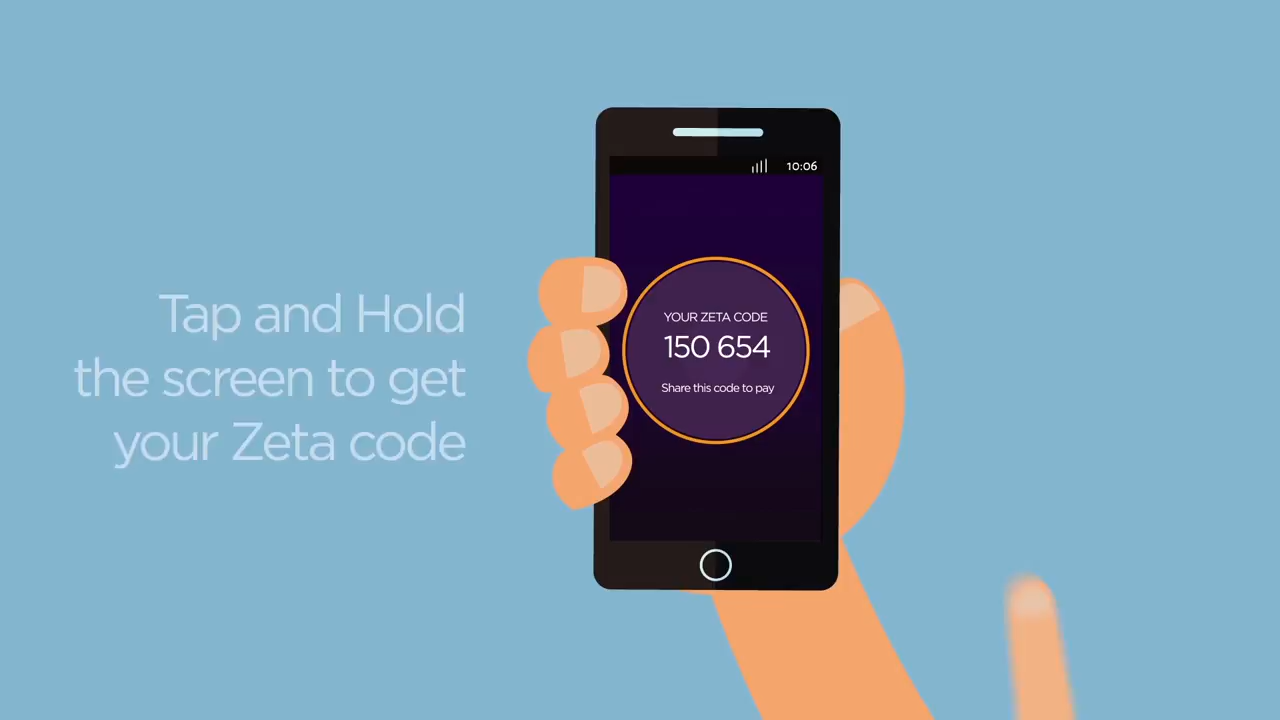 Tap and Hold
the screen to get
your Zeta code
10:06
YOUR ZETA CODE
150 654
Share this code to pay